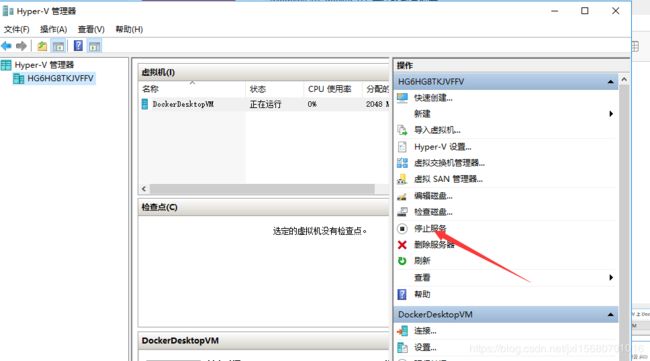 Hyper-V 管理器
文件(F) 操作(A) 查看(V) 帮助(H)
Hyper-V 管理器
HG6HG8TKJVFFV
虚拟机(I)
名称 状态 CPU 使用率 分配的
DockerDesktopVM 正在运行 0% 2048 M
检查点(C)
选定的虚拟机没有检查点。
DockerDesktopVM
操作
HG6HG8TKJVFFV
快速创建...
新建
导入虚拟机...
Hyper-V 设置...
虚拟交换机管理器...
虚拟 SAN 管理器...
编辑磁盘...
检查磁盘...
停止服务
删除服务器
刷新
查看
帮助
DockerDesktopVM
连接...
设置...